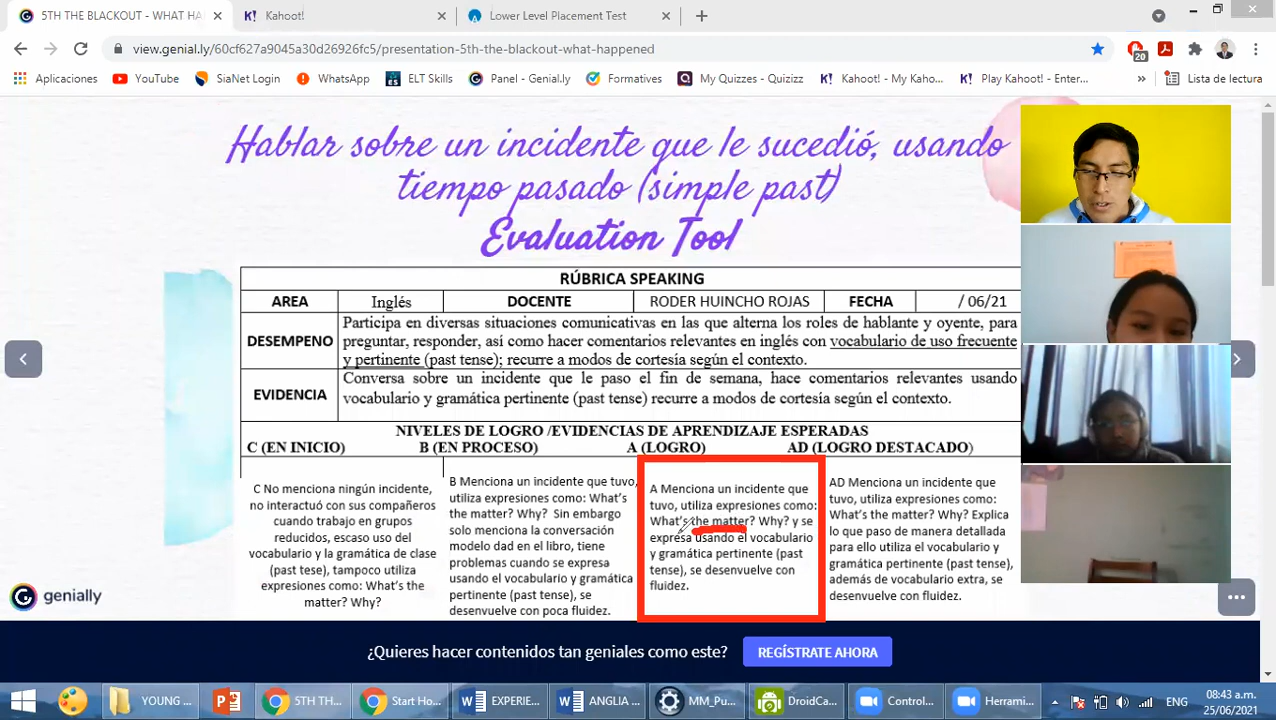 5TH THE BLACKOUT - WHAT HA
Kahoot!
Lower Level Placement Test
view.genial.ly/60cf627a9045a30d26926fc5/presentation-5th-the-blackout-what-happened
20
Aplicaciones
YouTube
SiaNet Login
WhatsApp
ELT Skills
Panel - Genial.ly
Formatives
My Quizzes - Quizizz
Kahoot! - My Kaho...
Play Kahoot! - Enter...
»
Lista de lectura
Hablar sobre un incidente que le sucedió, usando
tiempo pasado (simple past)
Evaluation Tool
RÚBRICA SPEAKING
AREA Inglés DOCENTE RODER HUINCHO ROJAS FECHA / 06/21
DESEMPEÑO
Participa en diversas situaciones comunicativas en las que alterna los roles de hablante y oyente, para
preguntar, responder, así como hacer comentarios relevantes en inglés con vocabulario de uso frecuente
y pertinente (past tense); recurre a modos de cortesía según el contexto.
EVIDENCIA
Conversa sobre un incidente que le paso el fin de semana, hace comentarios relevantes usando
vocabulario y gramática pertinente (past tense) recurre a modos de cortesía según el contexto.
NIVELES DE LOGRO /EVIDENCIAS DE APRENDIZAJE ESPERADAS
C (EN INICIO) B (EN PROCESO) A (LOGRO) AD (LOGRO DESTACADO)
C No menciona ningún incidente,
no interactuó con sus compañeros
cuando trabajo en grupos
reducidos, escaso uso del
vocabulario y la gramática de clase
(past tese), tampoco utiliza
expresiones como: What's the
matter? Why?
B Menciona un incidente que tuvo,
utiliza expresiones como: What's
the matter? Why? Sin embargo
solo menciona la conversación
modelo dad en el libro, tiene
problemas cuando se expresa
usando el vocabulario y gramática
pertinente (past tense), se
desenvuelve con poca fluidez.
A Menciona un incidente que
tuvo, utiliza expresiones como:
What's the matter? Why? y se
expresa usando el vocabulario
y gramática pertinente (past
tense), se desenvuelve con
fluidez.
AD Menciona un incidente que
tuvo, utiliza expresiones como:
What's the matter? Why? Explica
lo que paso de manera detallada
para ello utiliza el vocabulario y
gramática pertinente (past tense),
además de vocabulario extra, se
desenvuelve con fluidez.
genially
¿Quieres hacer contenidos tan geniales como este?
REGÍSTRATE AHORA
YOUNG ...
5TH TH...
Start Ho...
EXPERIE...
ANGLIA ...
MM_Pu...
DroidCa...
Control...
Herrami...
ENG
08:43 a.m.
25/06/2021